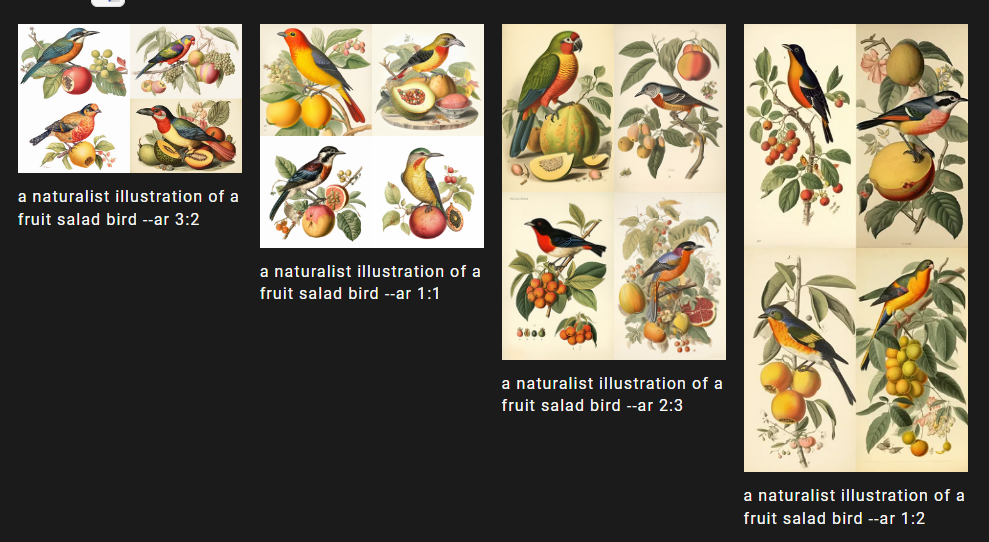 a naturalist illustration of a
fruit salad bird --ar 3:2
a naturalist illustration of a
fruit salad bird --ar 1:1
a naturalist illustration of a
fruit salad bird --ar 2:3
a naturalist illustration of a
fruit salad bird --ar 1:2